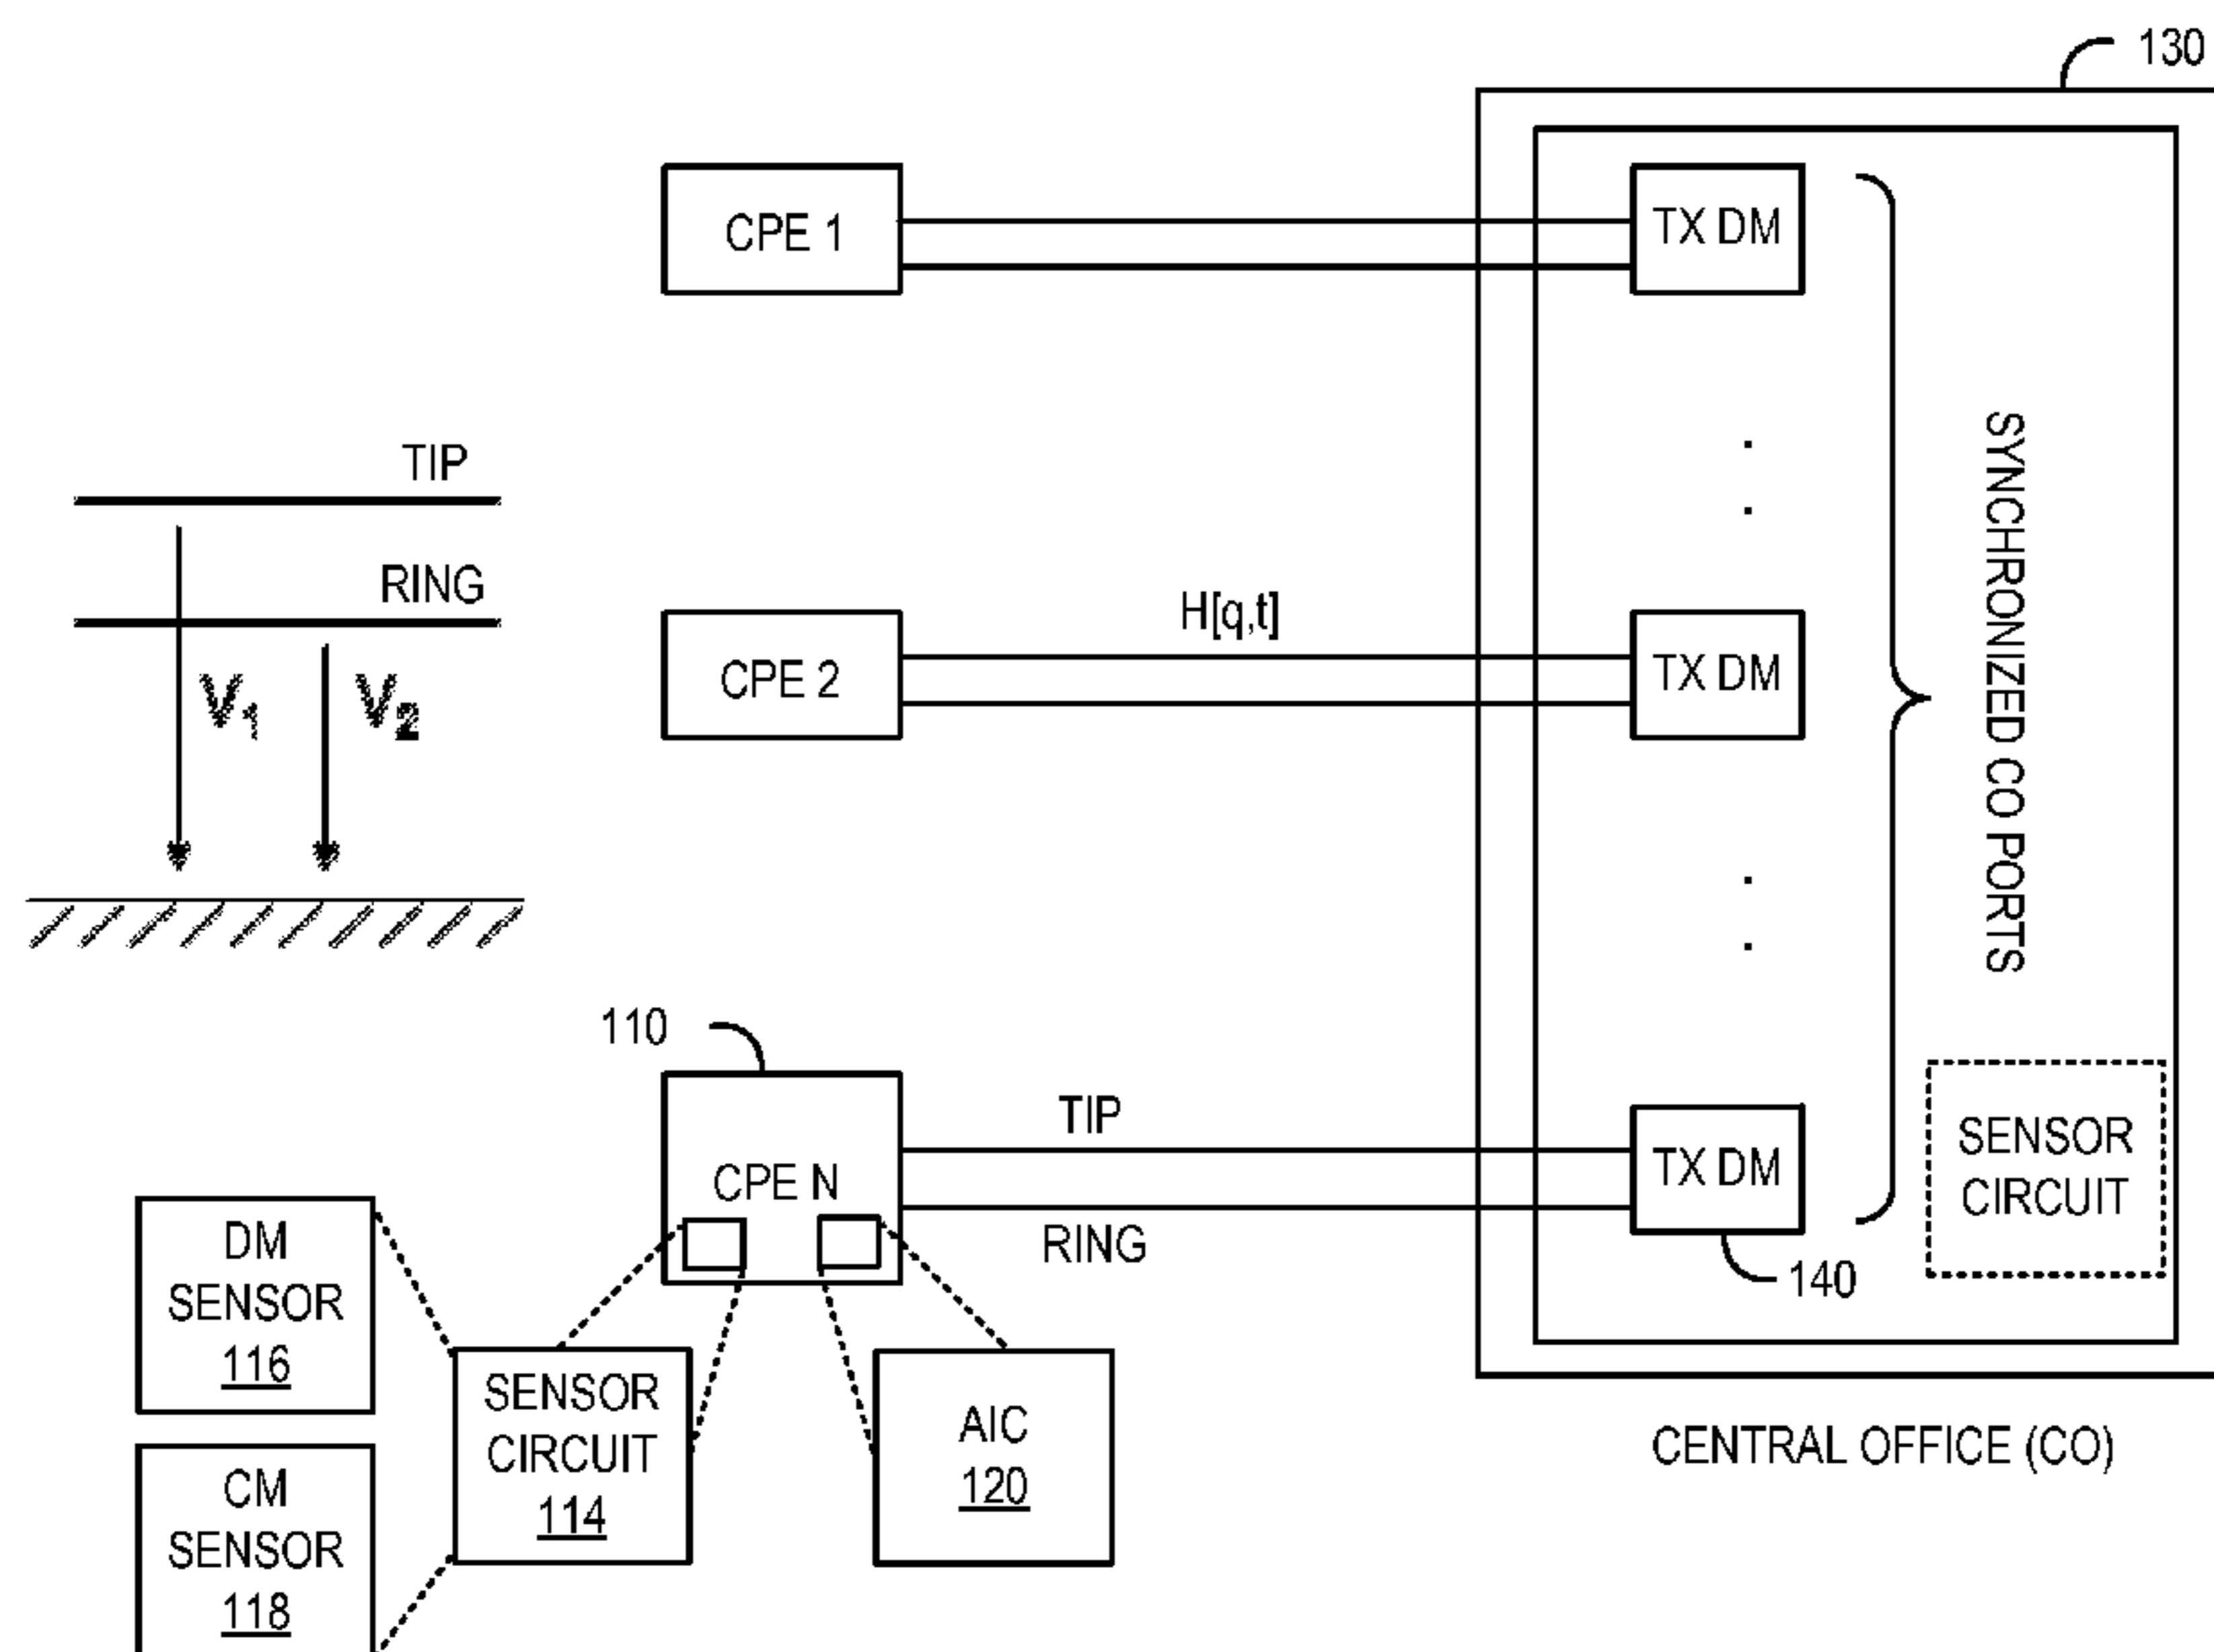 130
CPE 1
TX DM
TIP
RING
V1
V2
H[q,t]
CPE 2
TX DM
SYNCHRONIZED CO PORTS
110
CPE N
TIP
RING
TX DM
140
SENSOR
CIRCUIT
DM
SENSOR
116
CM
SENSOR
118
SENSOR
CIRCUIT
114
AIC
120
CENTRAL OFFICE (CO)